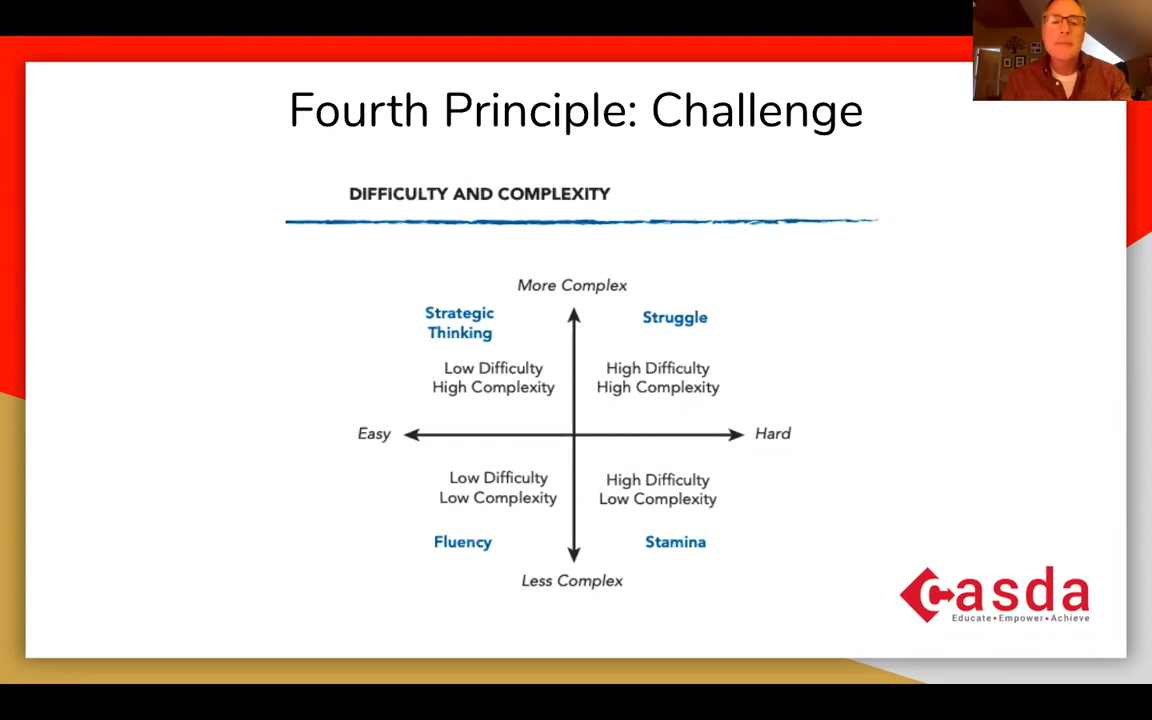 Fourth Principle: Challenge
DIFFICULTY AND COMPLEXITY
More Complex
Strategic
Thinking
Struggle
Low Difficulty
High Complexity
High Difficulty
High Complexity
Easy
Hard
Low Difficulty
Low Complexity
High Difficulty
Low Complexity
Fluency
Stamina
Less Complex
casda
Educate•Empower•Achieve